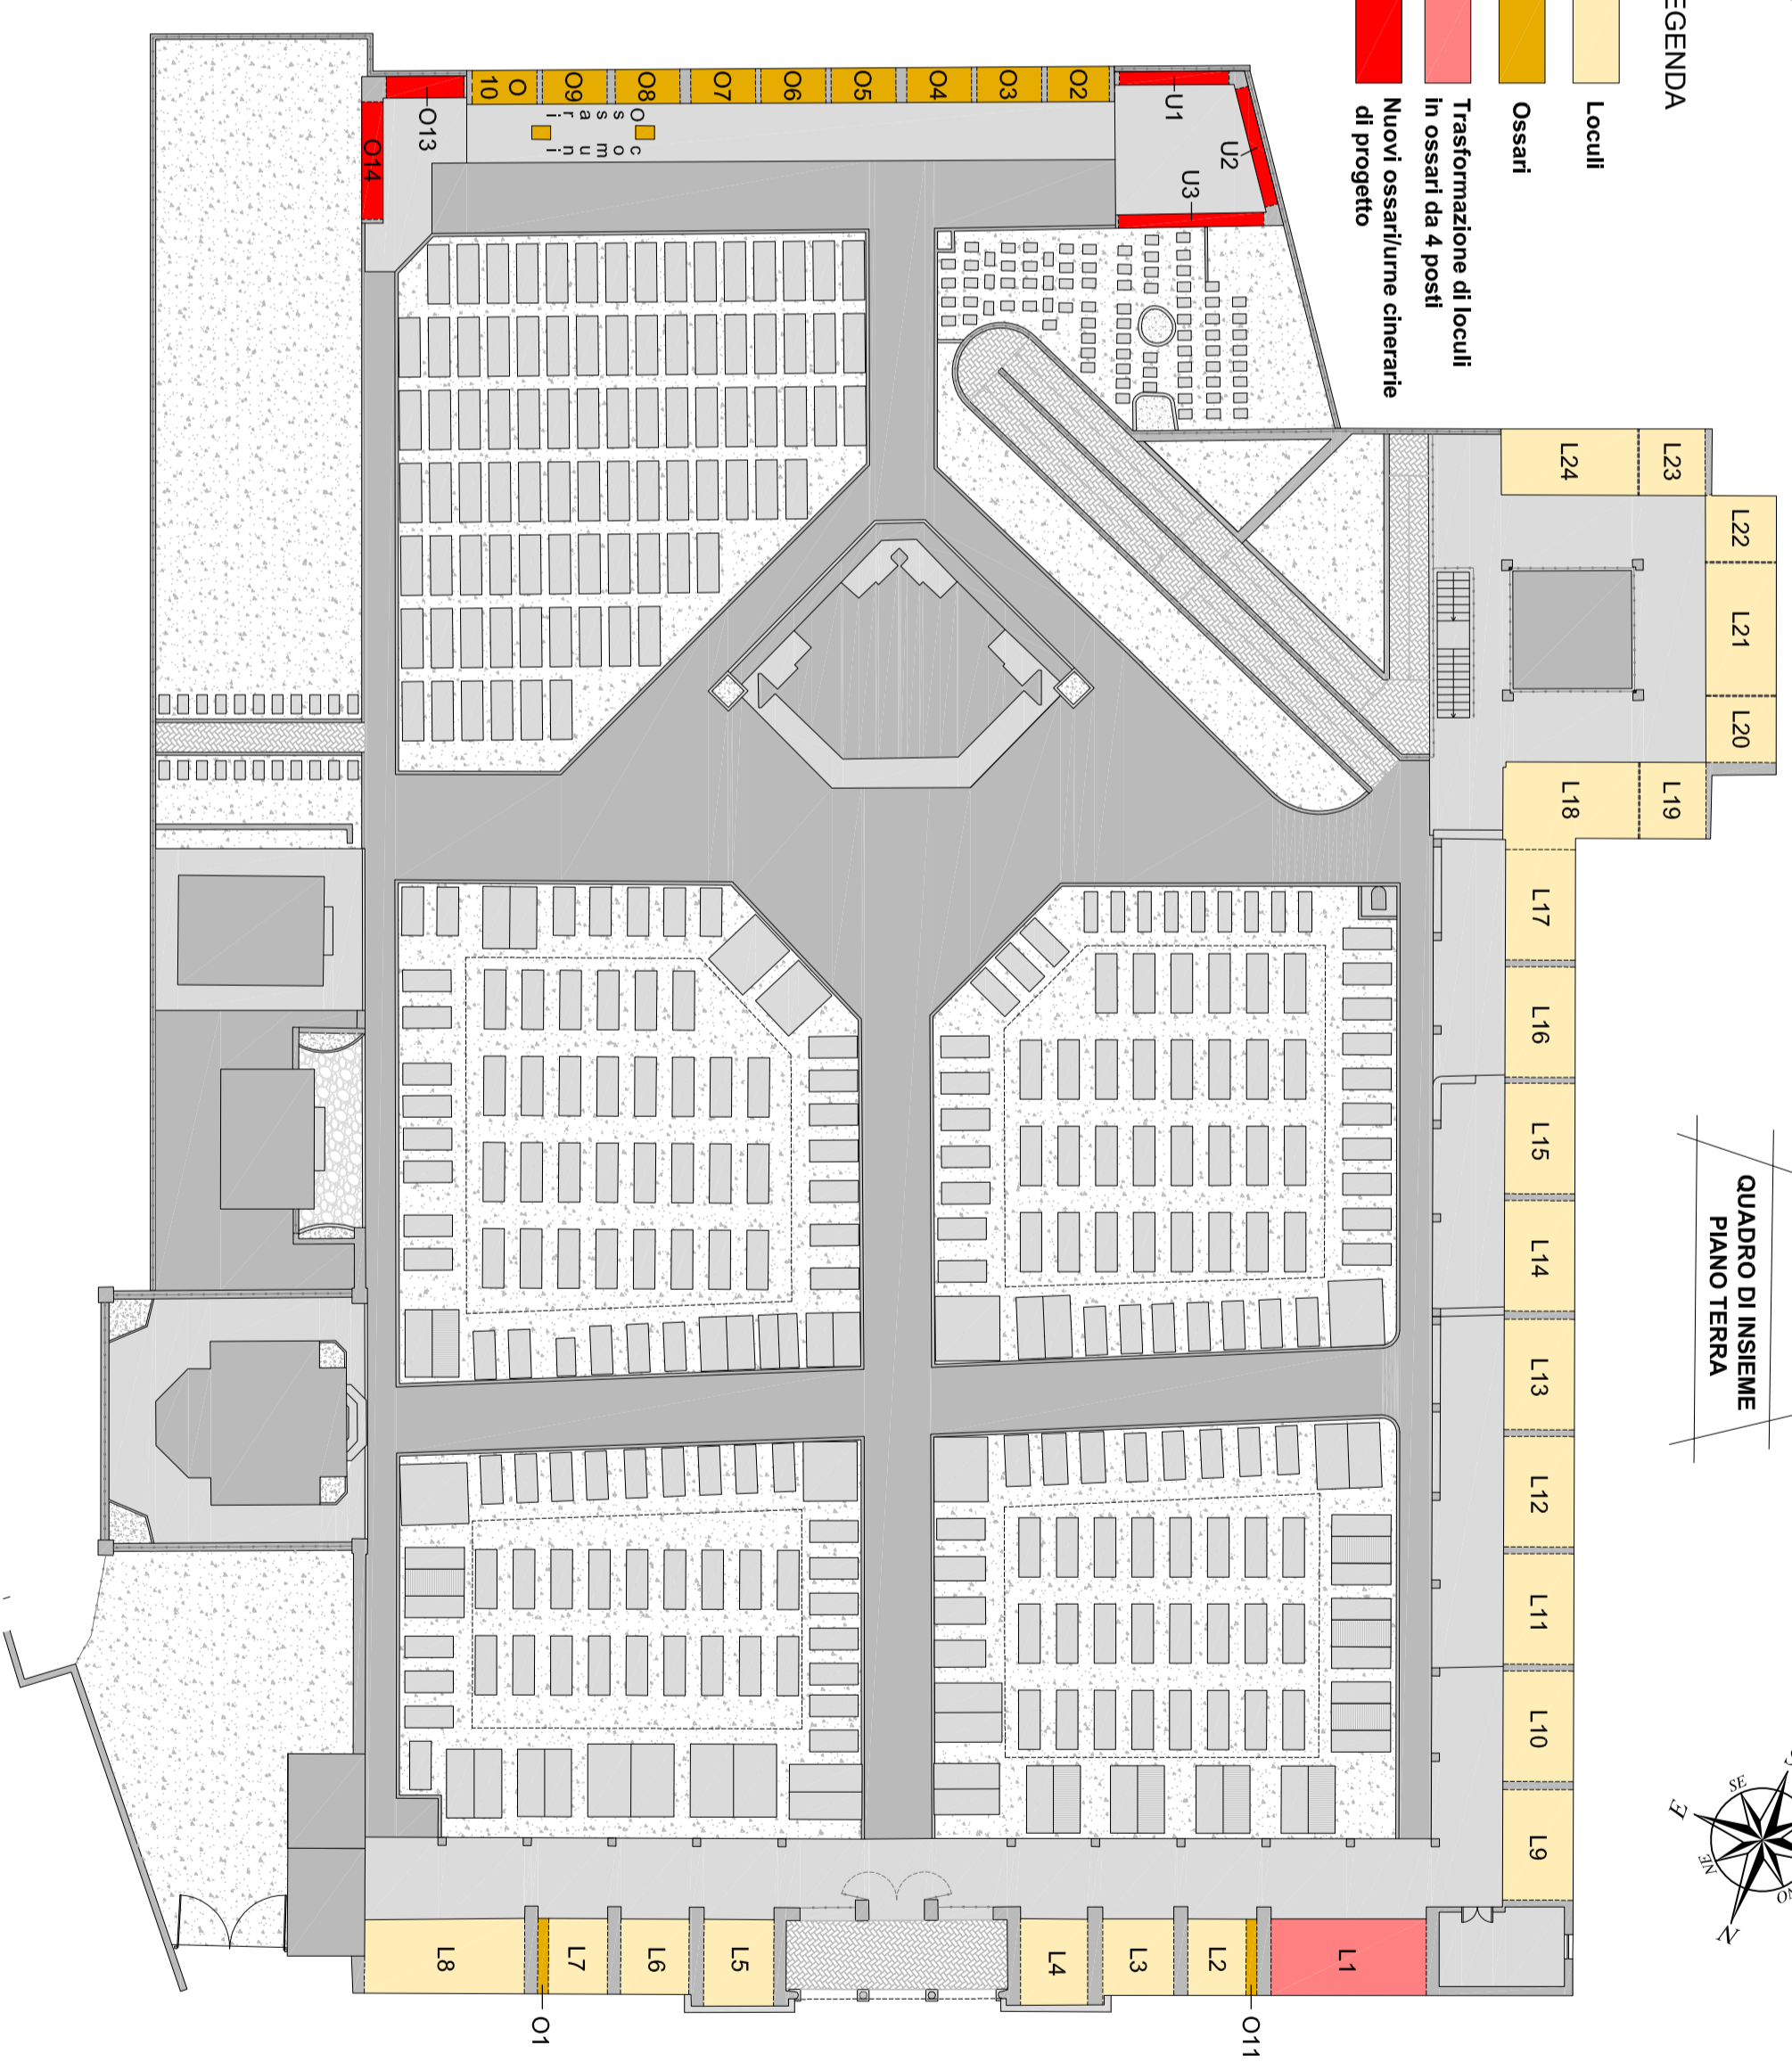 EGENDA
Loculi
Ossari
Trasformazione di loculi
in ossari da 4 posti
Nuovi ossari/urne cinerarie
di progetto
QUADRO DI INSIEME
PIANO TERRA
O13
O14
O
10
O9
O8
O7
O6
O5
O4
O3
O2
Ossari
comuni
U1
U2
U3
L24
L23
L22
L21
L20
L19
L18
L17
L16
L15
L14
L13
L12
L11
L10
L9
L8
L7
L6
L5
L4
L3
L2
L1
O1
O11
SE
E
NE
N